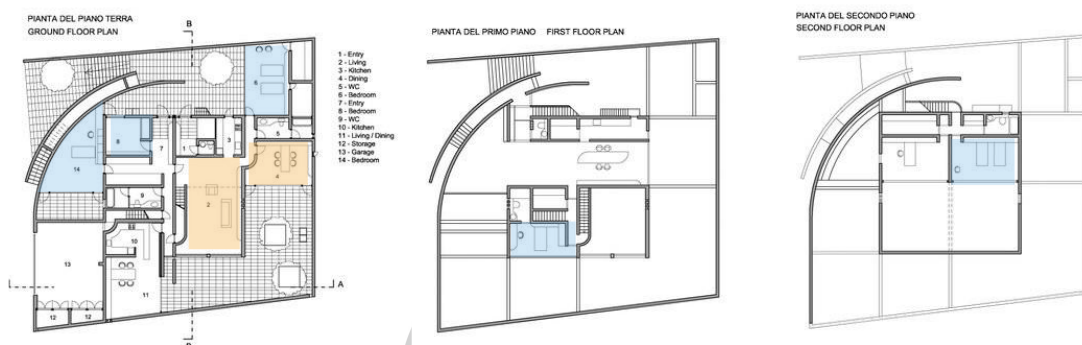 PIANTA DEL PIANO TERRA
GROUND FLOOR PLAN
B
1 - Entry
2 - Living
3 - Kitchen
4 - Dining
5 - WC
6 - Bedroom
7 - Entry
8 - Bedroom
9 - WC
10 - Kitchen
11 - Living / Dining
12 - Storage
13 - Garage
14 - Bedroom
6
5
3
8
7
4
14
9
2
10
13
11
A
12
12
PIANTA DEL PRIMO PIANO FIRST FLOOR PLAN
PIANTA DEL SECONDO PIANO
SECOND FLOOR PLAN